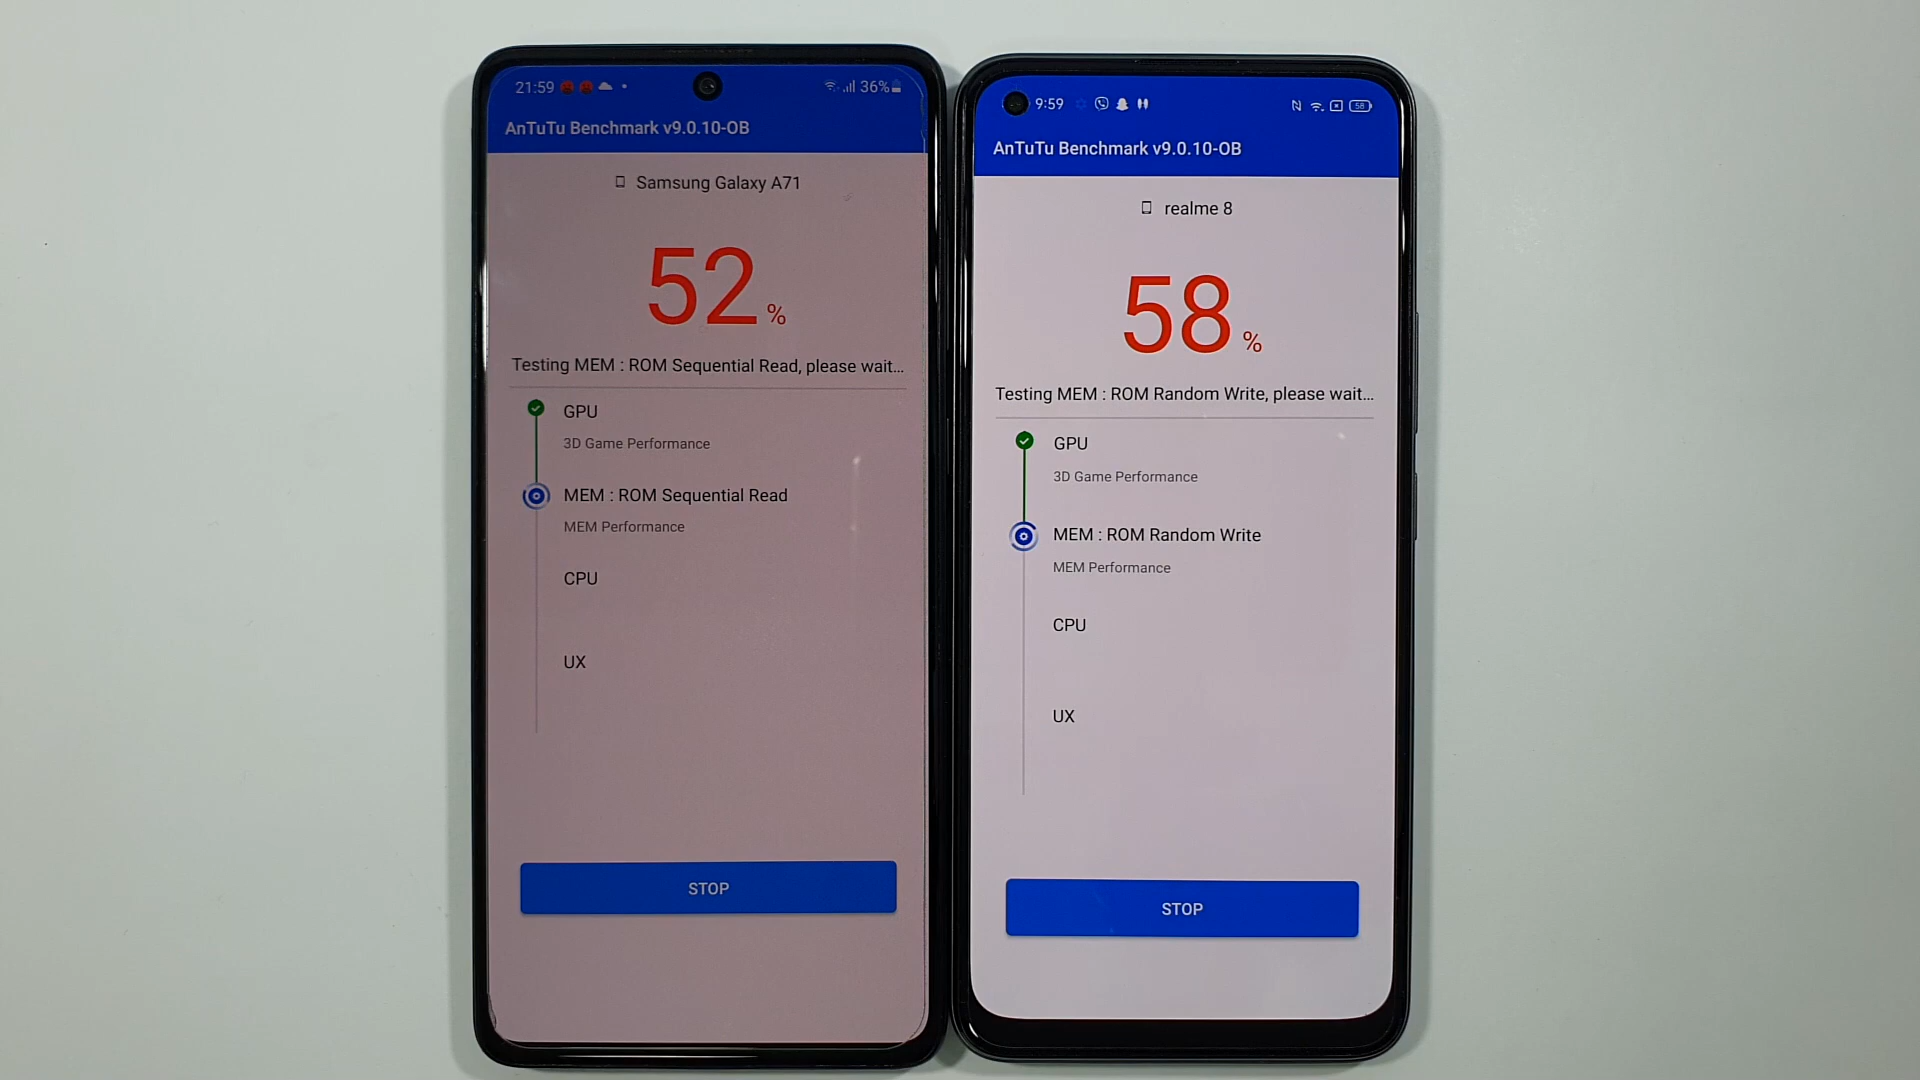 21:59
36%
AnTuTu Benchmark v9.0.10-OB
Samsung Galaxy A71
52%
Testing MEM : ROM Sequential Read, please wait...
GPU
3D Game Performance
MEM : ROM Sequential Read
MEM Performance
CPU
UX
STOP
9:59
58
AnTuTu Benchmark v9.0.10-OB
realme 8
58%
Testing MEM : ROM Random Write, please wait...
GPU
3D Game Performance
MEM : ROM Random Write
MEM Performance
CPU
UX
STOP